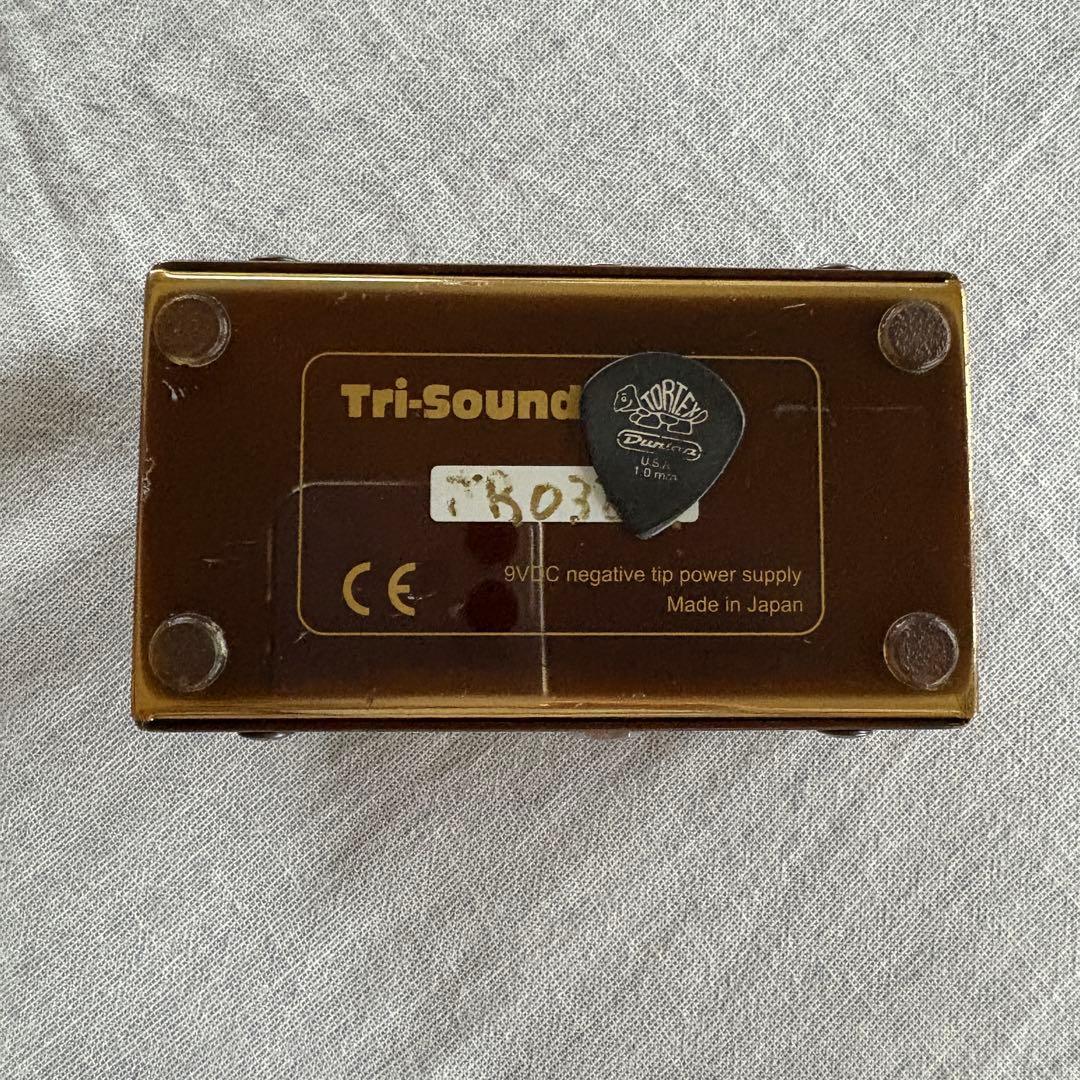 Tri-Sound
TORTEX
Dunlop
U.S.A
1.0 mm
CE
9VDC negative tip power supply
Made in Japan